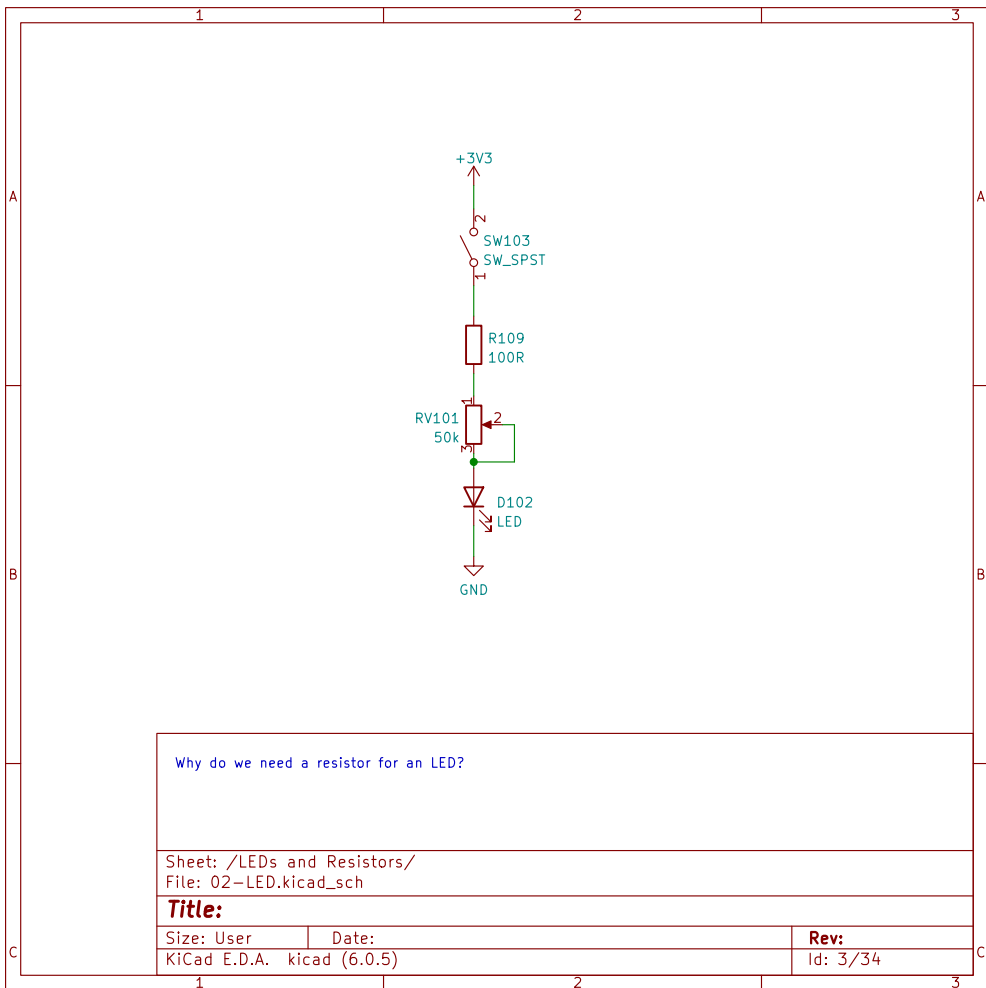 1 2 3
A A
+3V3
2
SW103
SW_SPST
1
R109
100R
1
RV101 2
50k
3
D102
LED
B B
GND
Why do we need a resistor for an LED?
Sheet: /LEDs and Resistors/
File: 02-LED.kicad_sch
Title:
Size: User Date: Rev:
KiCad E.D.A. kicad (6.0.5) Id: 3/34
C C
1 2 3